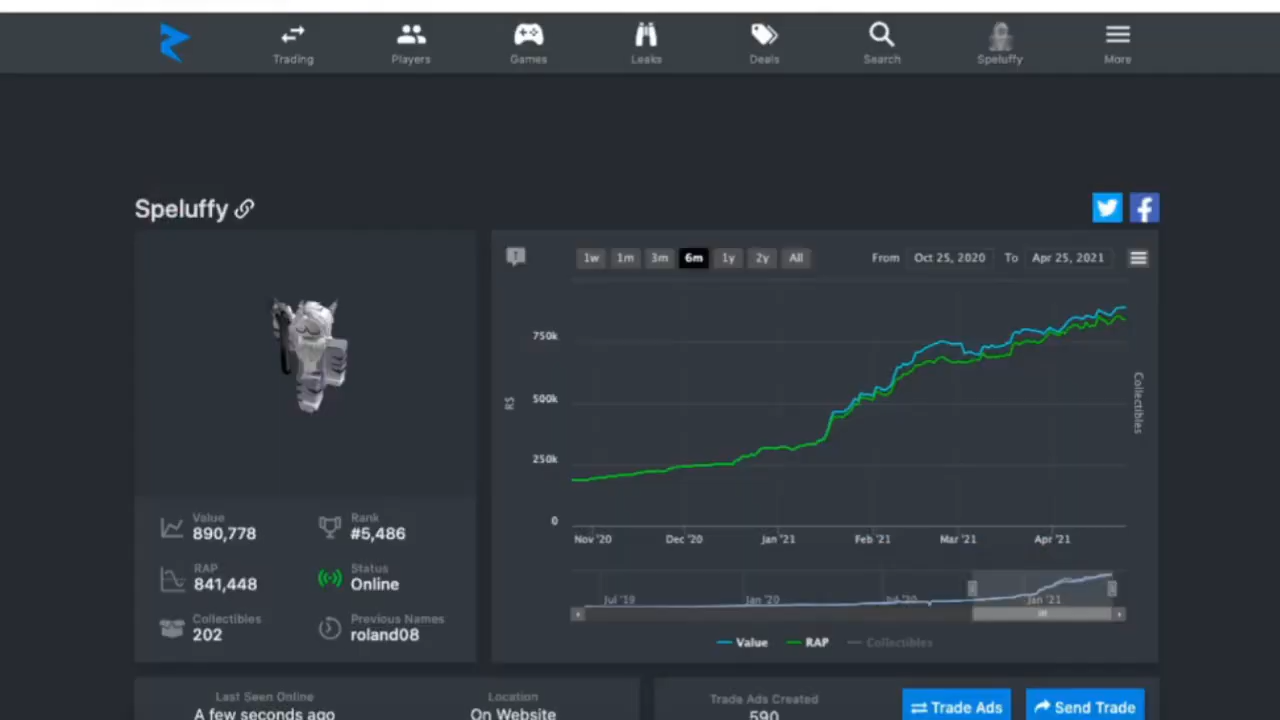 Trading Players Games Leaks Deals Search Speluffy More
Speluffy
1w 1m 3m 6m 1y 2y All From Oct 25, 2020 To Apr 25, 2021
750k
500k
250k
0
R$
Collectibles
Nov '20 Dec '20 Jan '21 Feb '21 Mar '21 Apr '21
Jul '19 Jan '20 Jul '20 Jan '21
Value RAP Collectibles
Value
890,778
Rank
#5,486
RAP
841,448
Status
Online
Collectibles
202
Previous Names
roland08
Last Seen Online
A few seconds ago
Location
On Website
Trade Ads Created
590
Trade Ads
Send Trade